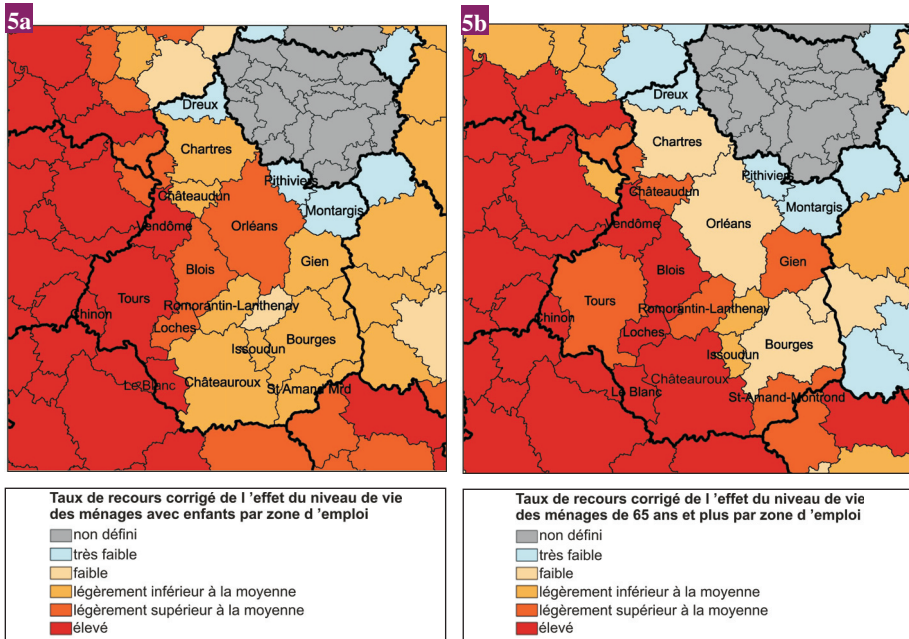 5a
Dreux
Chartres
Pithiviers
Châteaudun
Montargis
Vendôme
Orléans
Gien
Blois
Tours
Romorantin-Lanthenay
Chinon
Loches
Bourges
Issoudun
Châteauroux
Le Blanc
St Amand Mrd
Taux de recours corrigé de l 'effet du niveau de vie
des ménages avec enfants par zone d 'emploi
non défini
très faible
faible
légèrement inférieur à la moyenne
légèrement supérieur à la moyenne
élevé
5b
Dreux
Chartres
Pithiviers
Châteaudun
Montargis
Orléans
Vendôme
Gien
Blois
Tours
Romorantin-Lanthenay
Chinon
Loches
Bourges
Issoudun
Châteauroux
Le Blanc
St-Amand-Montrond
Taux de recours corrigé de l 'effet du niveau de vie
des ménages de 65 ans et plus par zone d 'emploi
non défini
très faible
faible
légèrement inférieur à la moyenne
légèrement supérieur à la moyenne
élevé